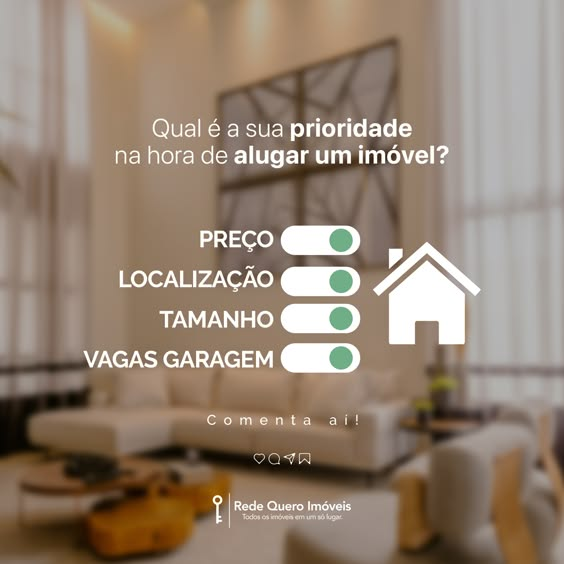 Qual é a sua prioridade
na hora de alugar um imóvel?
PREÇO
LOCALIZAÇÃO
TAMANHO
VAGAS GARAGEM
Comenta aí!
Rede Quero Imóveis
Todos os imóveis em um só lugar.